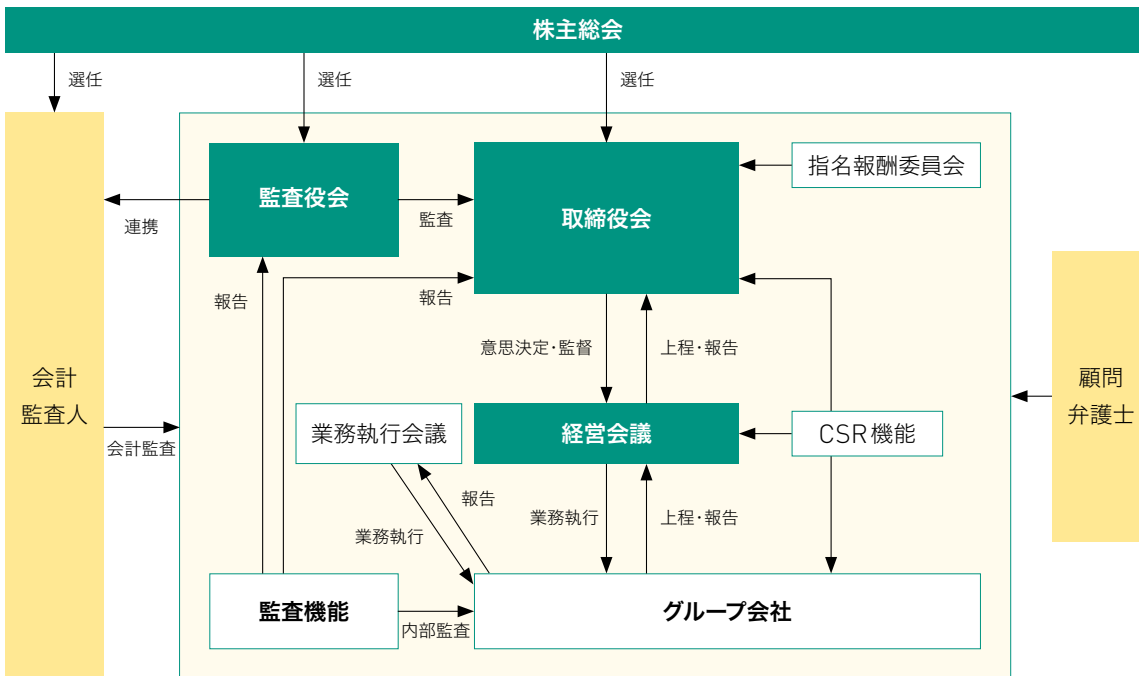 株主総会
選任
選任
選任
指名報酬委員会
監査役会
取締役会
連携
監査
報告
報告
意思決定・監督
上程・報告
会計
監査人
顧問
弁護士
業務執行会議
経営会議
CSR機能
会計監査
報告
業務執行
上程・報告
業務執行
監査機能
内部監査
グループ会社